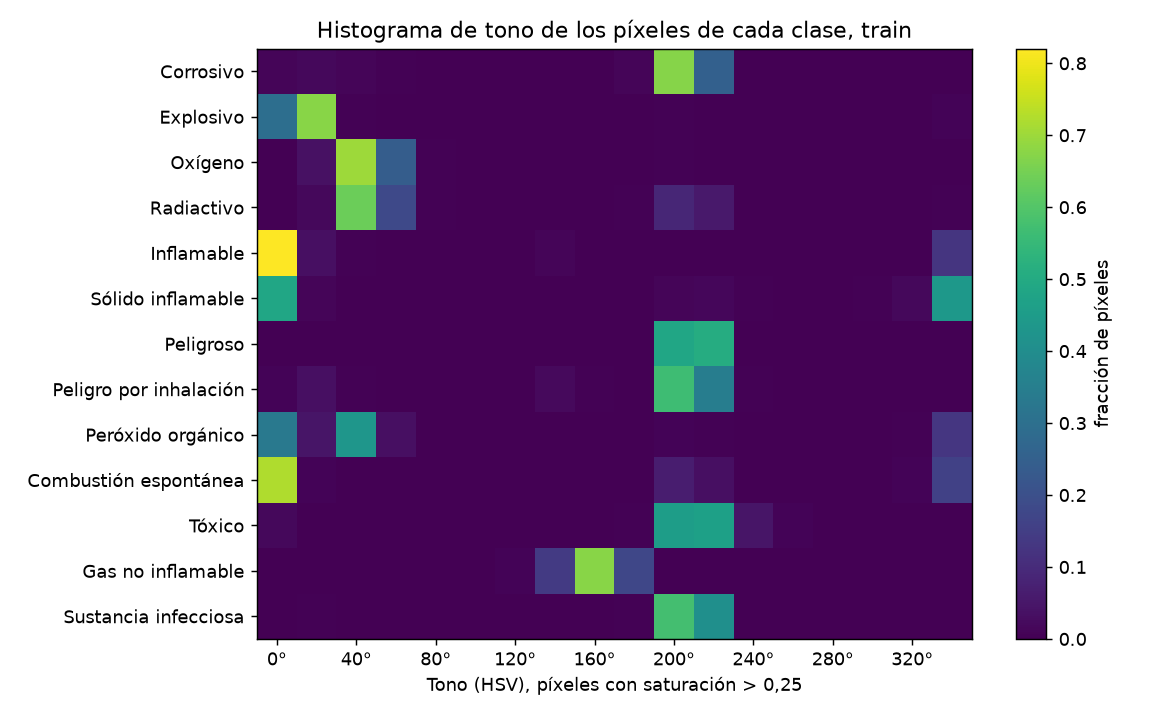 Histograma de tono de los píxeles de cada clase, train
Corrosivo
Explosivo
Oxígeno
Radiactivo
Inflamable
Sólido inflamable
Peligroso
Peligro por inhalación
Peróxido orgánico
Combustión espontánea
Tóxico
Gas no inflamable
Sustancia infecciosa
0° 40° 80° 120° 160° 200° 240° 280° 320°
Tono (HSV), píxeles con saturación > 0,25
0.8
0.7
0.6
0.5
0.4
0.3
0.2
0.1
0.0
fracción de píxeles